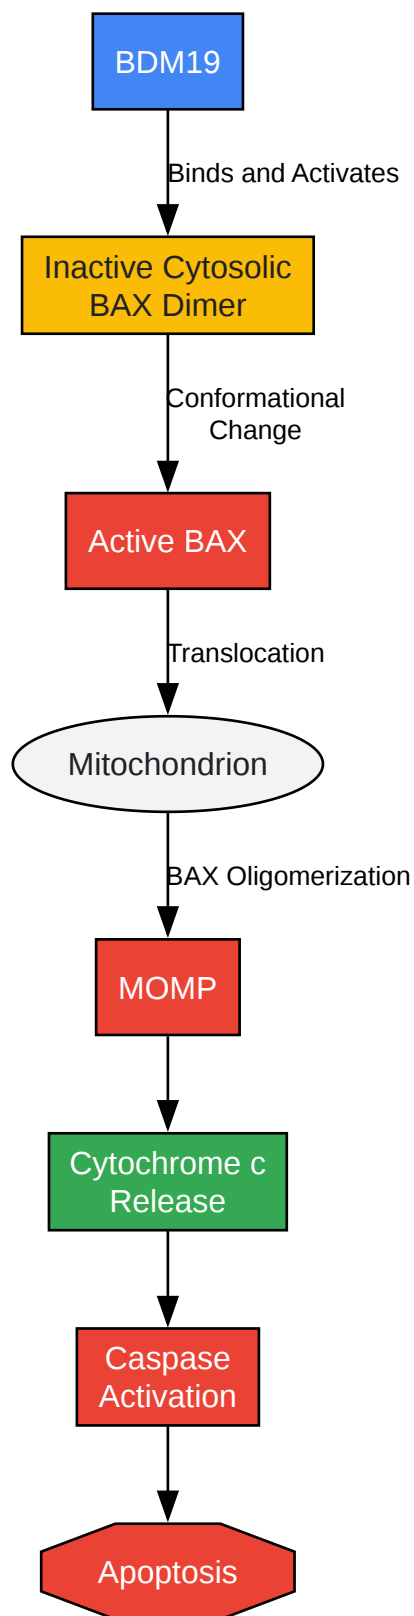 BDM19
Binds and Activates
Inactive Cytosolic
BAX Dimer
Conformational
Change
Active BAX
Translocation
Mitochondrion
BAX Oligomerization
MOMP
Cytochrome c
Release
Caspase
Activation
Apoptosis